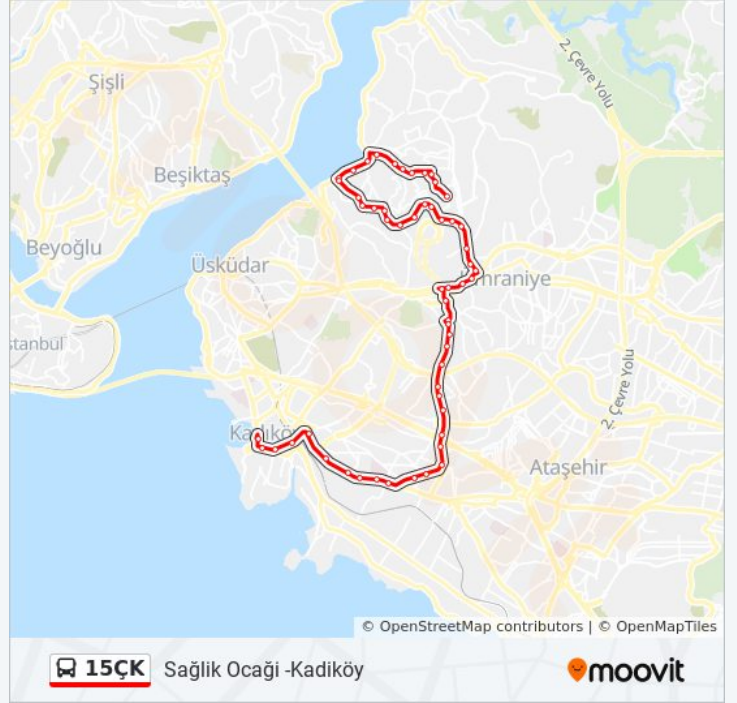 2. Çevre Yolu
Şişli
Beşiktaş
Beyoğlu
Üsküdar
mraniye
stanbul
2. Çevre Yolu
Kadıkö
Ataşehir
© OpenStreetMap contributors | © OpenMapTiles
15ÇK Sağlik Ocaği -Kadiköy
moovit